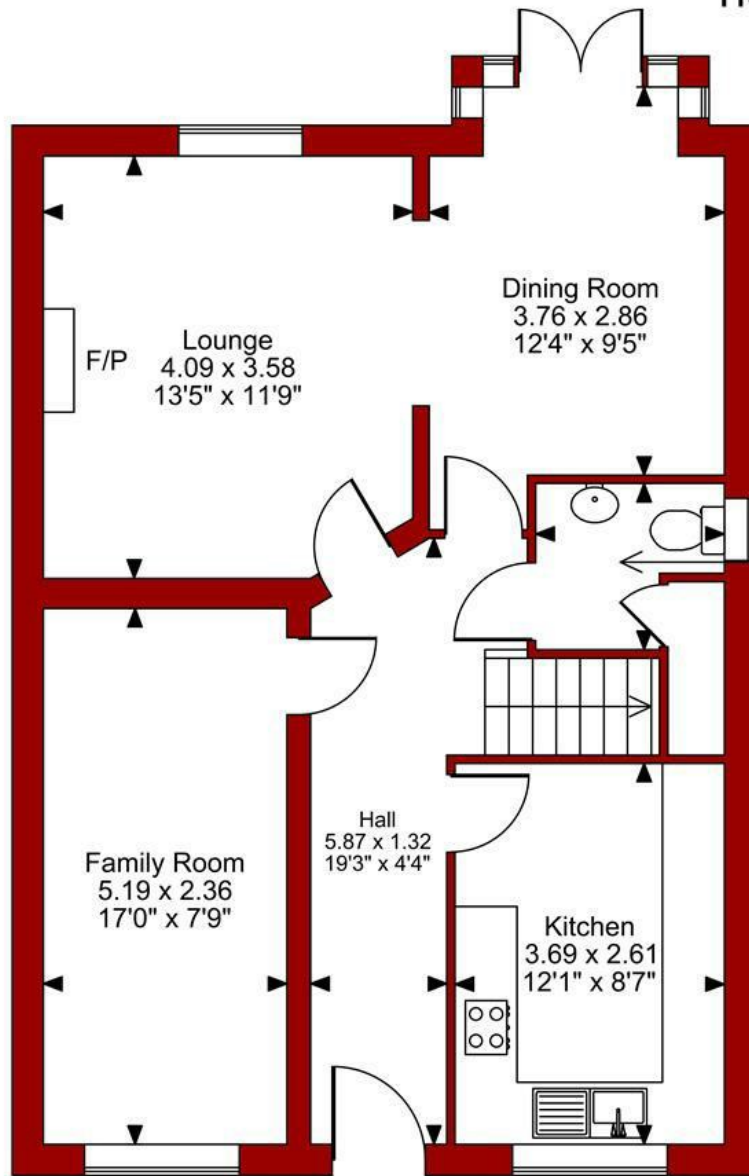 Dining Room
3.76 x 2.86
12'4" x 9'5"
Lounge
4.09 x 3.58
13'5" x 11'9"
F/P
Hall
5.87 x 1.32
19'3" x 4'4"
Family Room
5.19 x 2.36
17'0" x 7'9"
Kitchen
3.69 x 2.61
12'1" x 8'7"